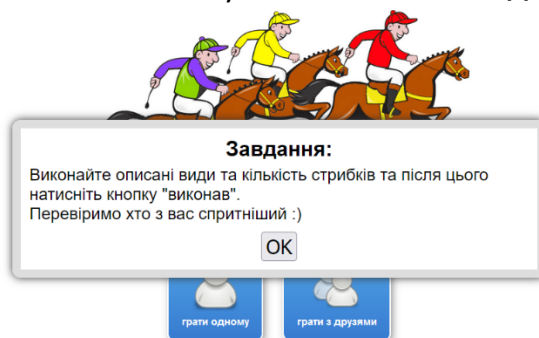 Завдання:
Виконайте описані види та кількість стрибків та після цього
натисніть кнопку "виконав".
Перевіримо хто з вас спритніший :)
OK
грати одному
грати з друзями